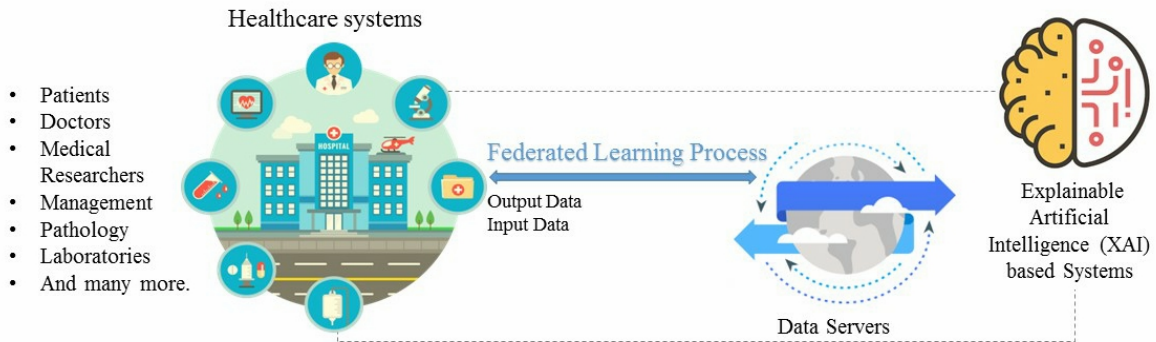 Healthcare systems
• Patients
• Doctors
• Medical
Researchers
• Management
• Pathology
• Laboratories
• And many more.
HOSPITAL
Federated Learning Process
Output Data
Input Data
Data Servers
Explainable
Artificial
Intelligence (XAI)
based Systems